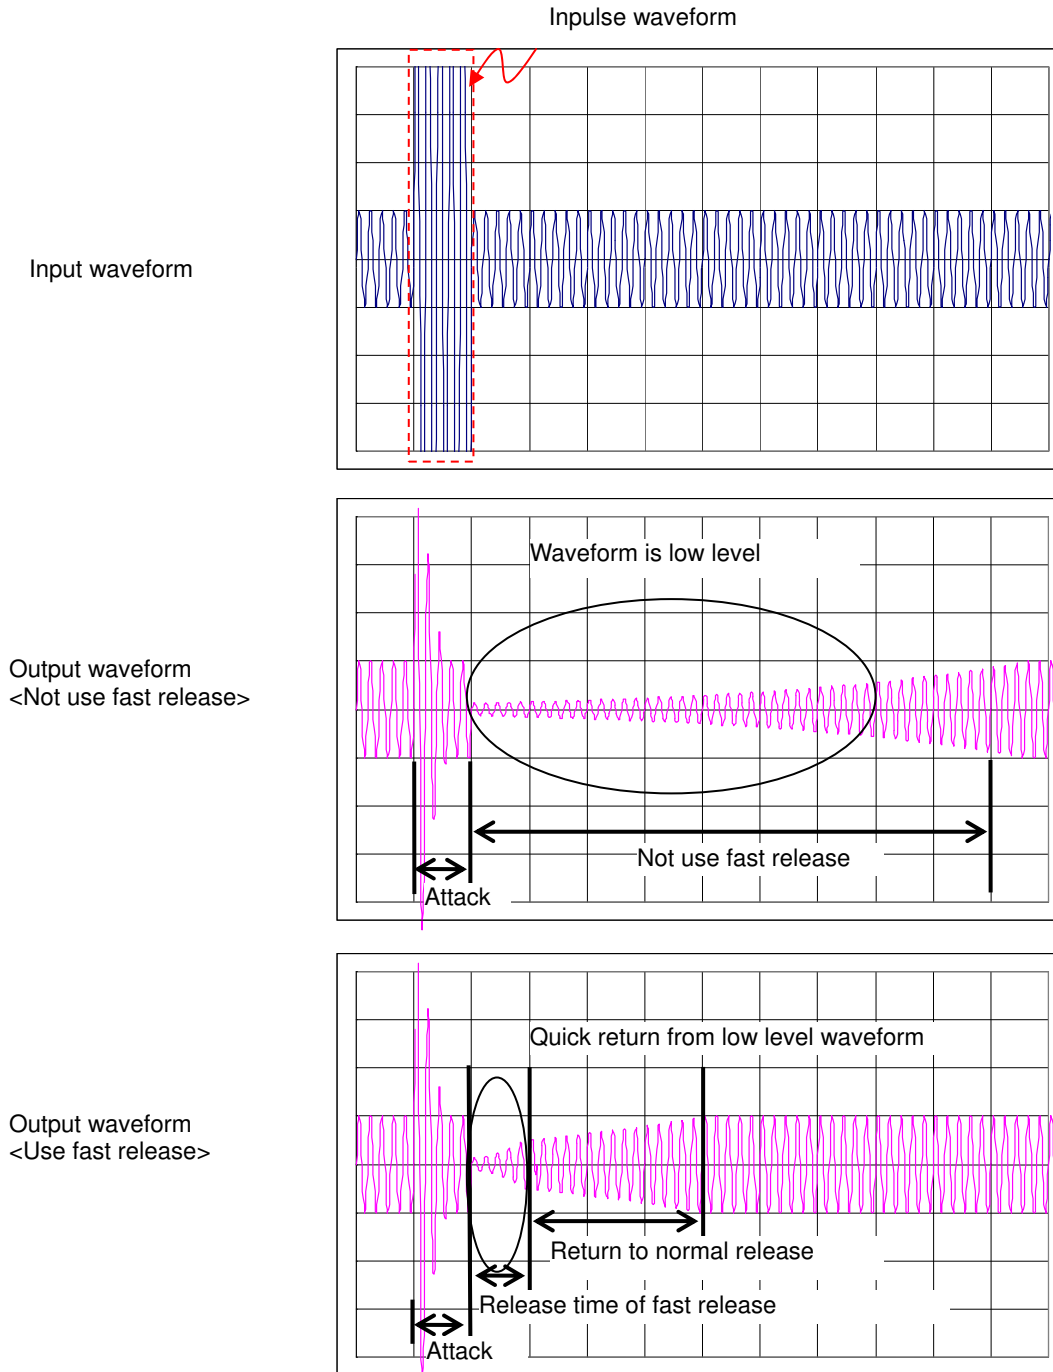 Inpulse waveform
Input waveform
Waveform is low level
Output waveform
<Not use fast release>
Not use fast release
Attack
Quick return from low level waveform
Output waveform
<Use fast release>
Return to normal release
Release time of fast release
Attack